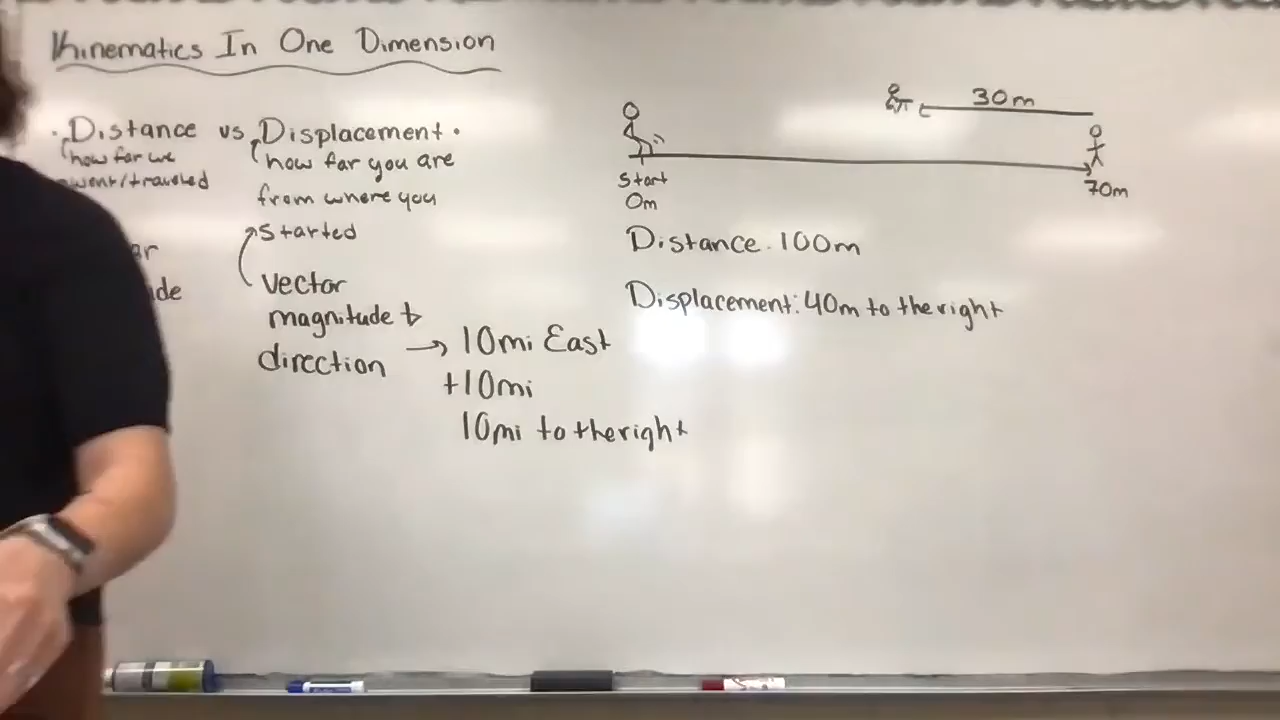 Kinematics In One Dimension
Distance vs Displacement
how far we
went/traveled
how far you are
from where you
started
vector
magnitude +
direction → 10mi East
+10mi
10mi to the right
30m
Start
0m
70m
Distance: 100m
Displacement: 40m to the right